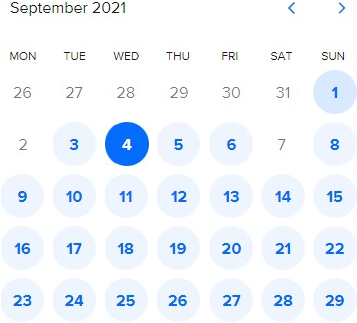 September 2021
MON TUE WED THU FRI SAT SUN
26 27 28 29 30 31 1
2 3 4 5 6 7 8
9 10 11 12 13 14 15
16 17 18 19 20 21 22
23 24 25 26 27 28 29